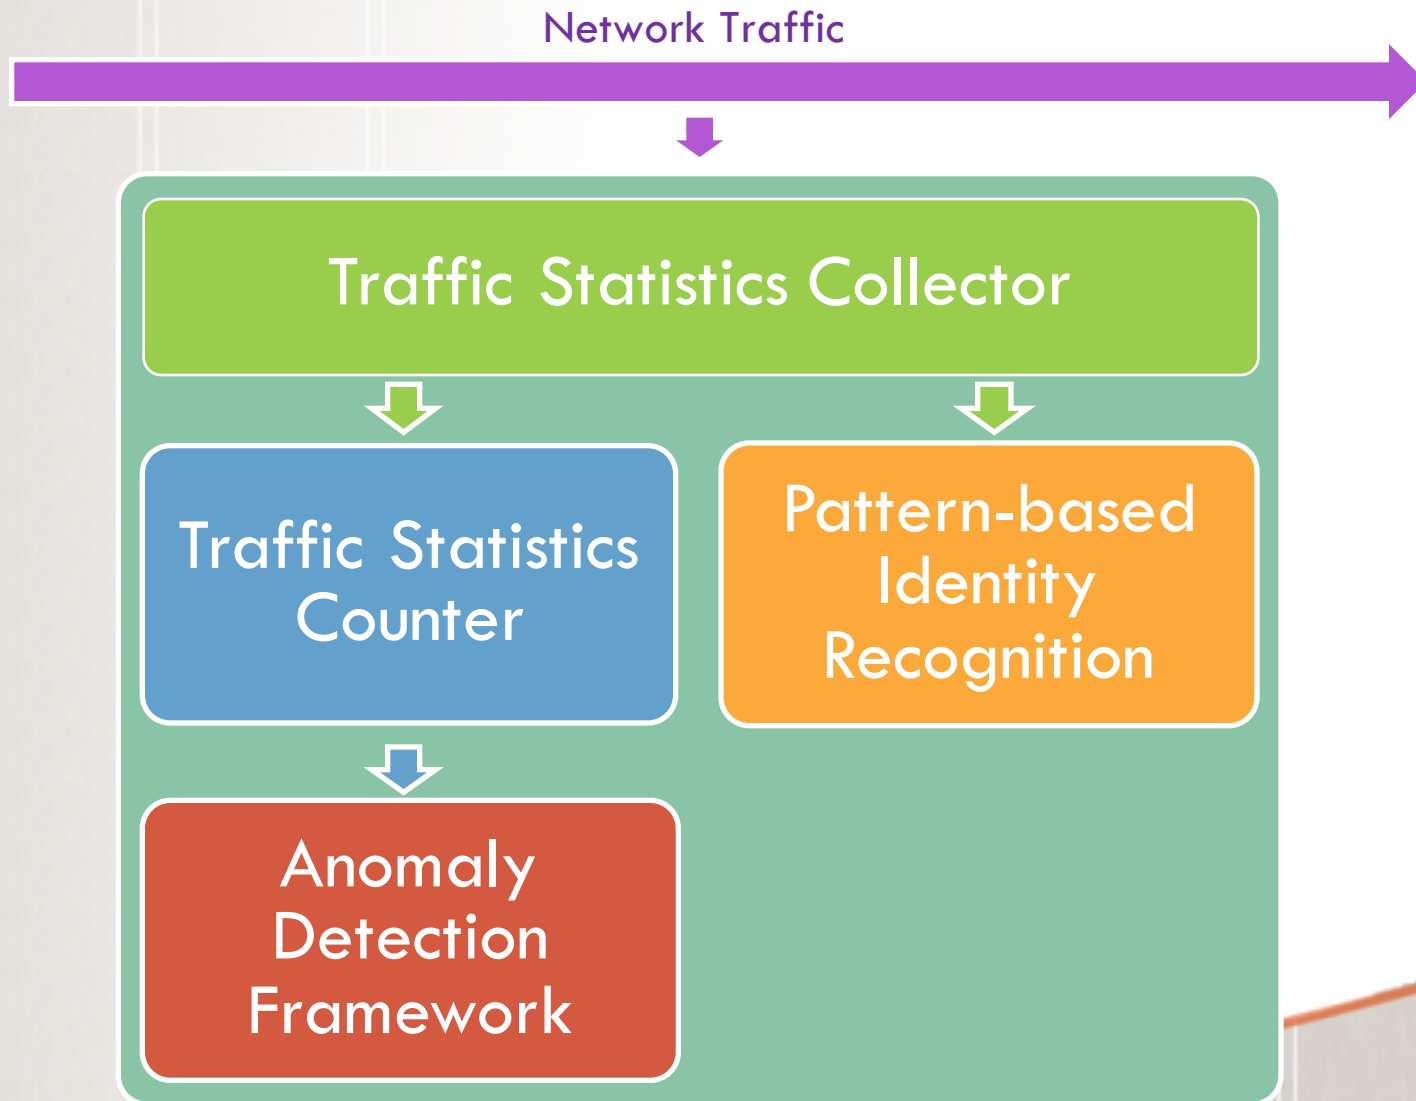 Network Traffic
Traffic Statistics Collector
Traffic Statistics
Counter
Pattern-based
Identity
Recognition
Anomaly
Detection
Framework